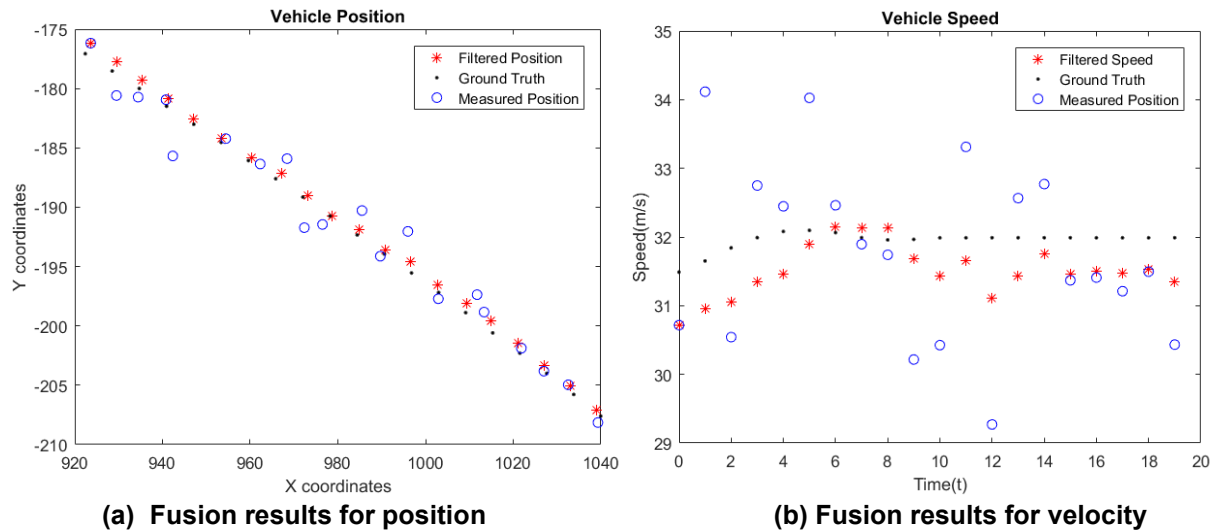 Vehicle Position
-175
-180
-185
-190
-195
-200
-205
-210
Y coordinates
Filtered Position
Ground Truth
Measured Position
920
940
960
980
1000
1020
1040
X coordinates
(a) Fusion results for position
Vehicle Speed
35
34
33
32
31
30
29
Speed(m/s)
Filtered Speed
Ground Truth
Measured Position
0
2
4
6
8
10
12
14
16
18
20
Time(t)
(b) Fusion results for velocity